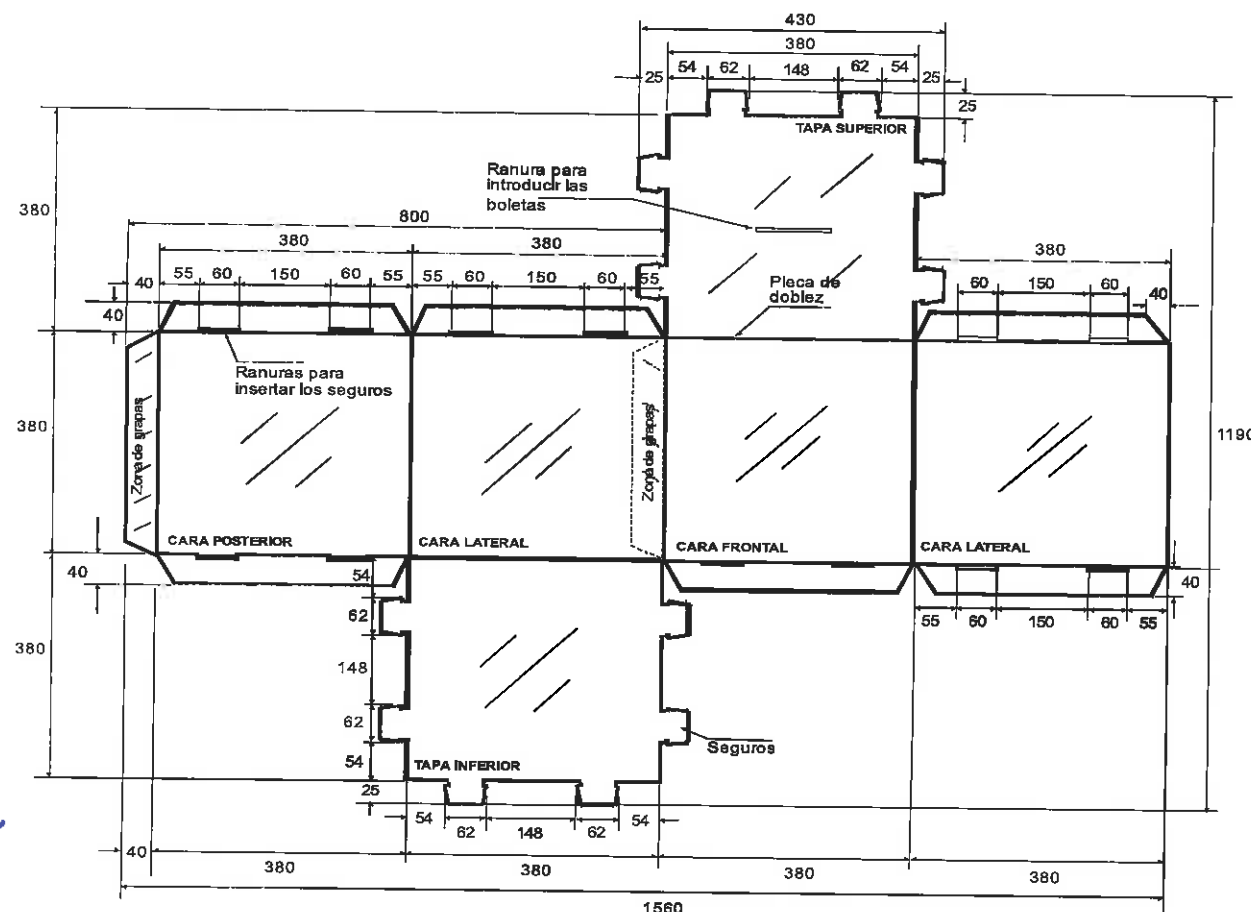 430
380
54 62 148 62 54
25 25
25
TAPA SUPERIOR
Ranura para
introducir las
boletas
380
800
380 380 380
40 55 60 150 60 55 55 60 150 60 55
Pleca de
doblez
60 150 60 40
40
Ranuras para
insertar los seguros
Zona de grapas
Zona de grapas
380
1190
CARA POSTERIOR
CARA LATERAL
CARA FRONTAL
CARA LATERAL
40
54
40
62
55 60 150 60 55
380
148
62
Seguros
54
TAPA INFERIOR
25
54 62 148 62 54
40 380 380 380 380
1560